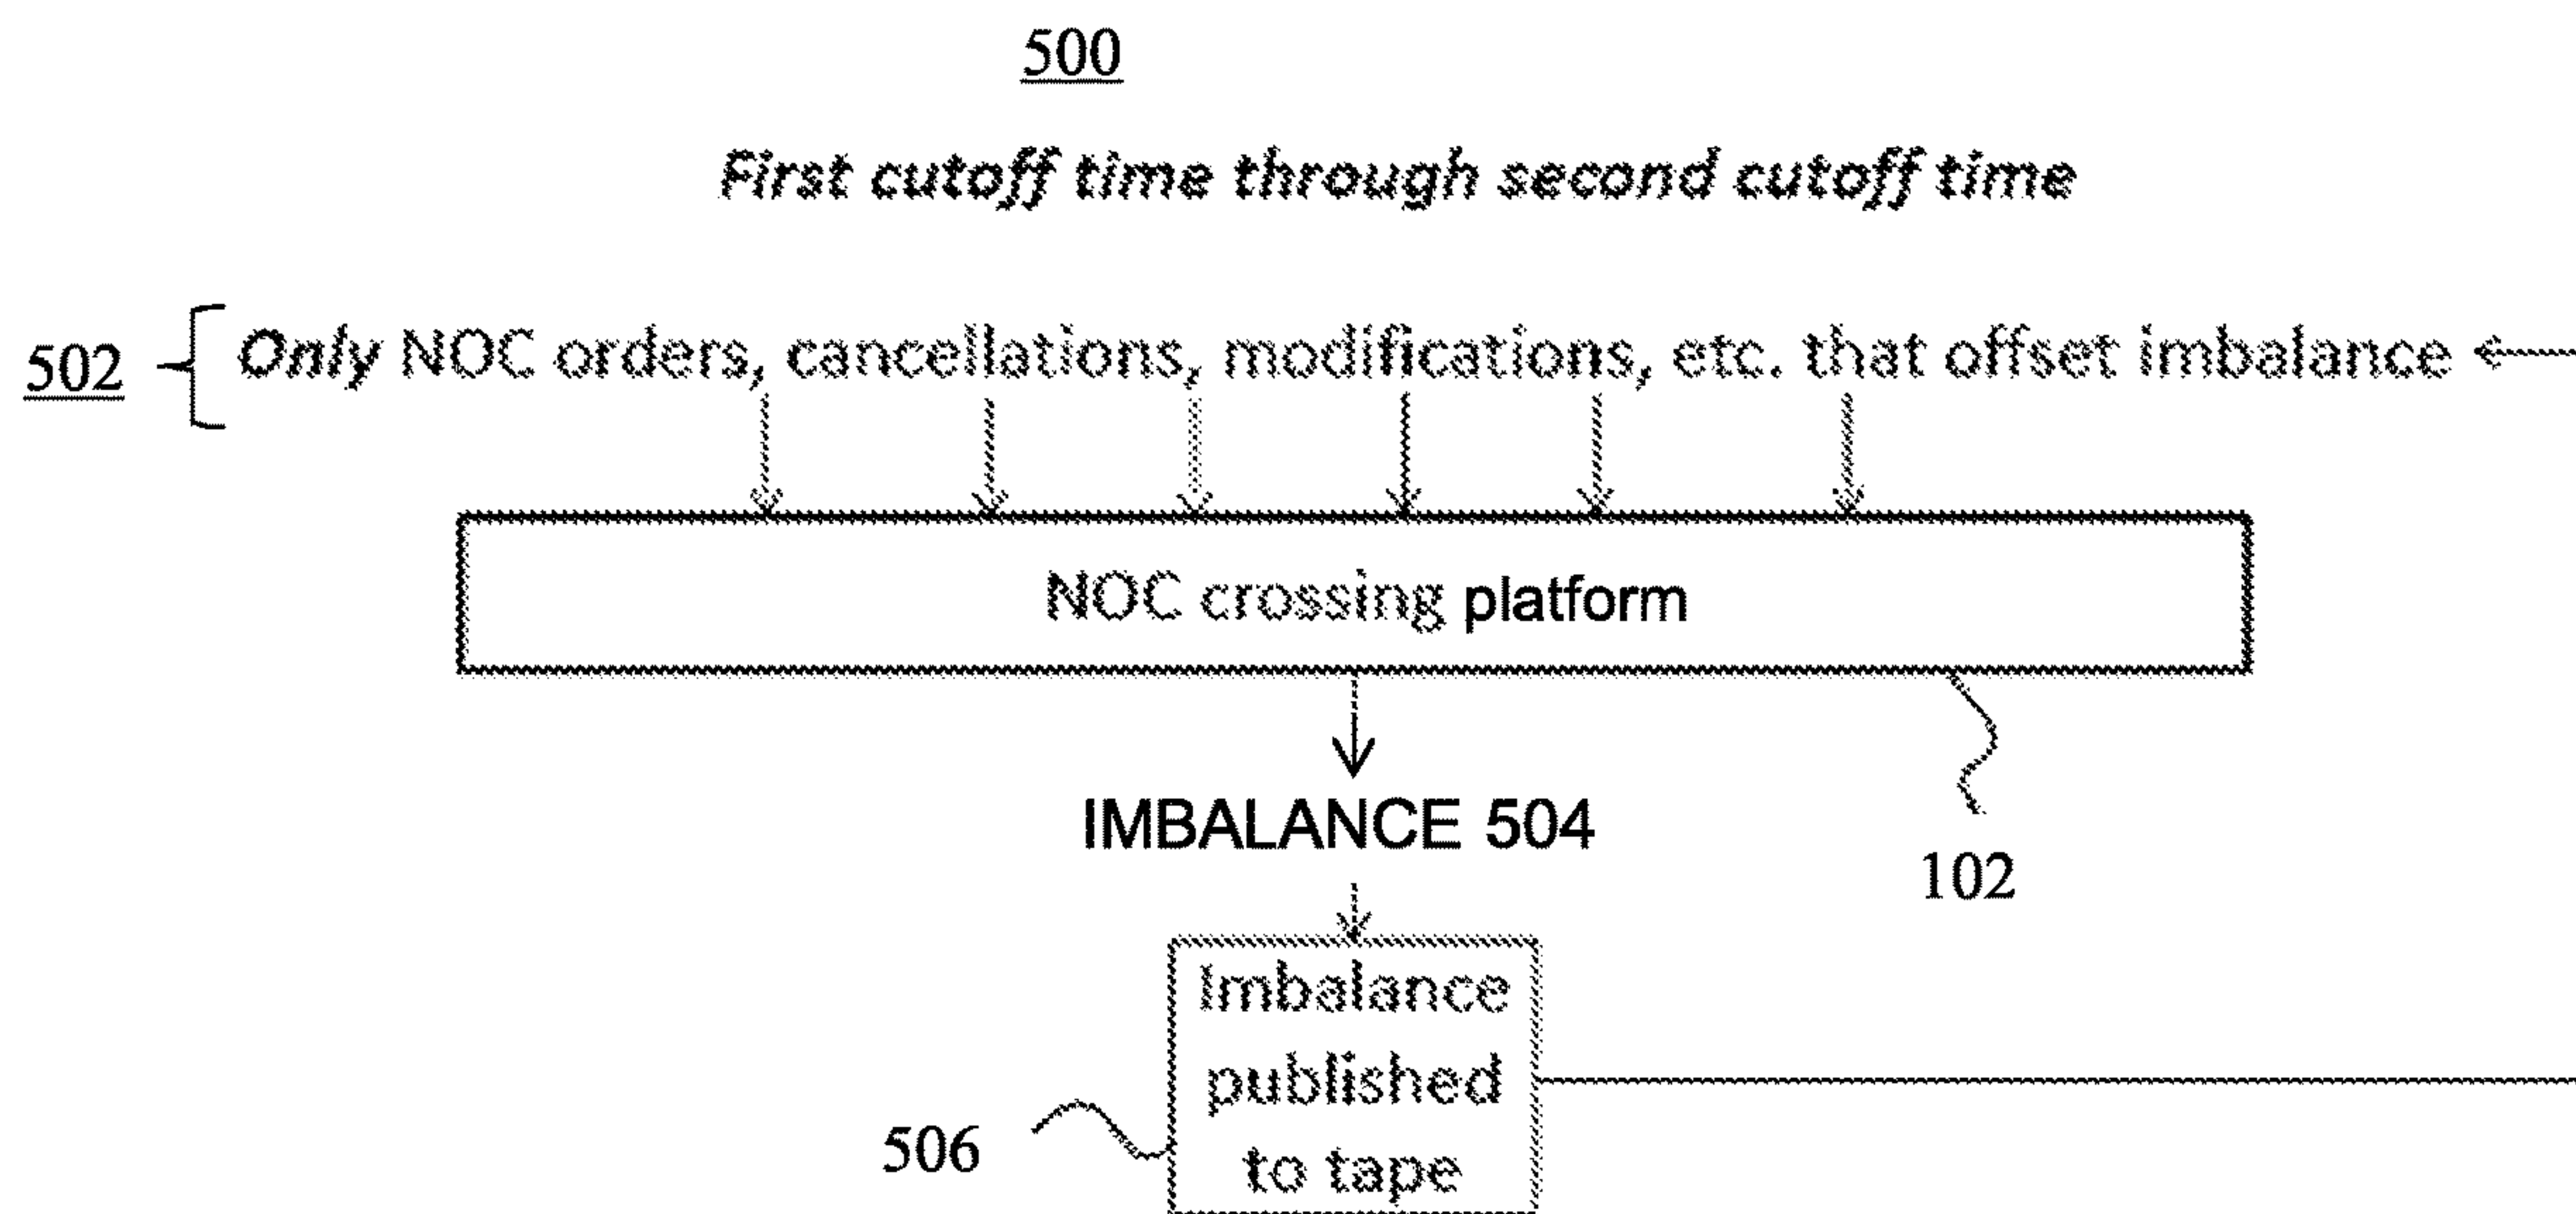 500
First cutoff time through second cutoff time
502
Only NOC orders, cancellations, modifications, etc. that offset imbalance
NOC crossing platform
IMBALANCE 504
102
Imbalance
published
506
to tape